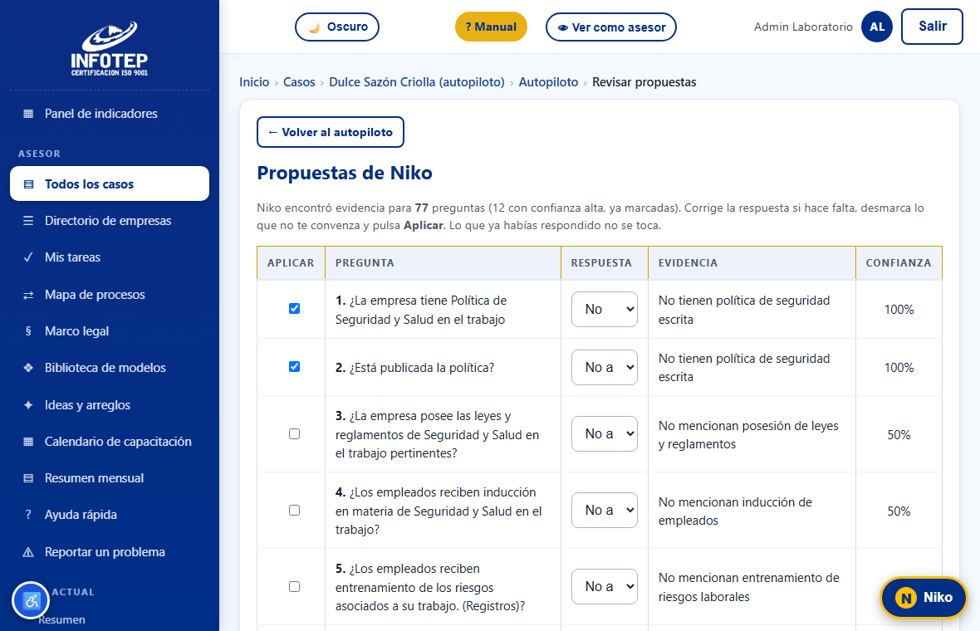 INFOTEP
CERTIFICACION ISO 9001
Panel de indicadores
ASESOR
Todos los casos
Directorio de empresas
Mis tareas
Mapa de procesos
Marco legal
Biblioteca de modelos
Ideas y arreglos
Calendario de capacitación
Resumen mensual
Ayuda rápida
Reportar un problema
ACTUAL
Resumen
Oscuro
? Manual
Ver como asesor
Admin Laboratorio
AL
Salir
Inicio › Casos › Dulce Sazón Criolla (autopiloto) › Autopiloto › Revisar propuestas
← Volver al autopiloto
Propuestas de Niko
Niko encontró evidencia para 77 preguntas (12 con confianza alta, ya marcadas). Corrige la respuesta si hace falta, desmarca lo
que no te convenza y pulsa Aplicar. Lo que ya habías respondido no se toca.
APLICAR PREGUNTA RESPUESTA EVIDENCIA CONFIANZA
1. ¿La empresa tiene Política de
Seguridad y Salud en el trabajo
No
No tienen política de seguridad
escrita
100%
2. ¿Está publicada la política?
No a
No tienen política de seguridad
escrita
100%
3. ¿La empresa posee las leyes y
reglamentos de Seguridad y Salud en
el trabajo pertinentes?
No a
No mencionan posesión de leyes
y reglamentos
50%
4. ¿Los empleados reciben inducción
en materia de Seguridad y Salud en el
trabajo?
No a
No mencionan inducción de
empleados
50%
5. ¿Los empleados reciben
entrenamiento de los riesgos
asociados a su trabajo. (Registros)?
No a
No mencionan entrenamiento de
riesgos laborales
50%
N Niko